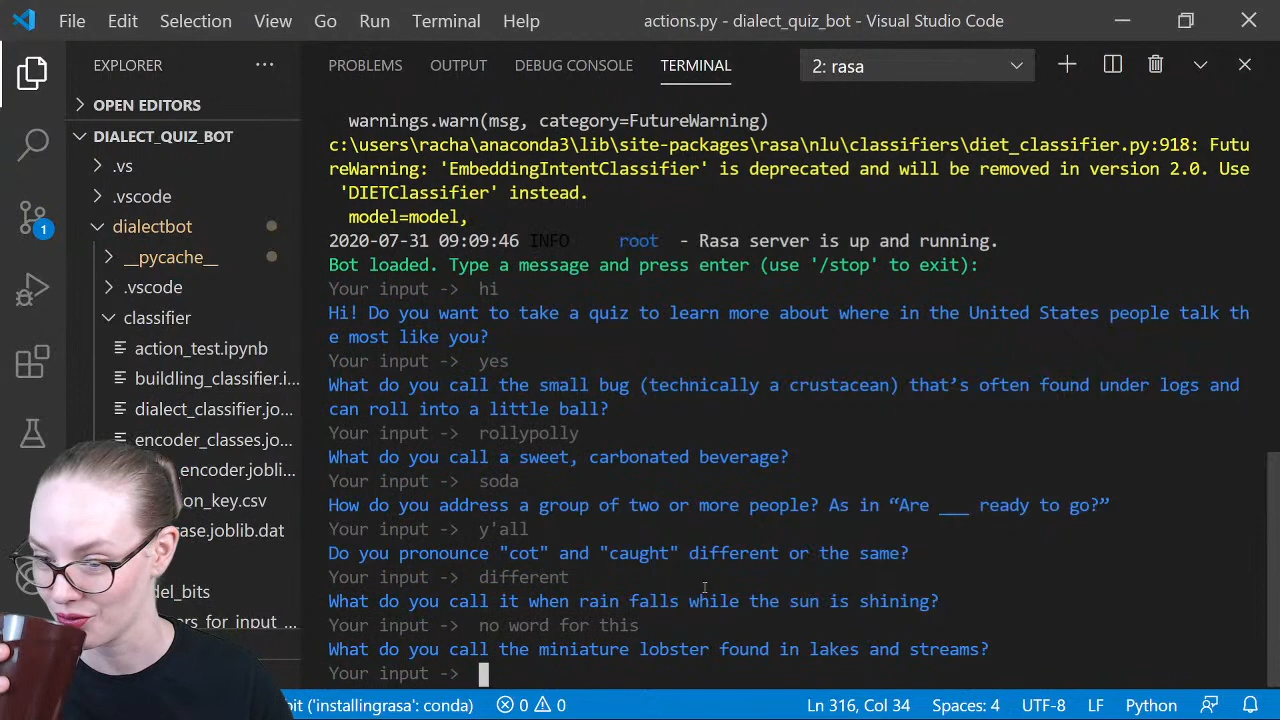 File Edit Selection View Go Run Terminal Help actions.py - dialect_quiz_bot - Visual Studio Code
EXPLORER
OPEN EDITORS
DIALECT_QUIZ_BOT
.vs
.vscode
dialectbot
__pycache__
.vscode
classifier
action_test.ipynb
buildling_classifier.i...
dialect_classifier.jo...
encoder_classes.jo...
_encoder.jobli...
on_key.csv
ase.joblib.dat
del_bits
ors_for_input_...
1
PROBLEMS OUTPUT DEBUG CONSOLE TERMINAL 2: rasa
warnings.warn(msg, category=FutureWarning)
c:\users\racha\anaconda3\lib\site-packages\rasa\nlu\classifiers\diet_classifier.py:918: Futu
reWarning: 'EmbeddingIntentClassifier' is deprecated and will be removed in version 2.0. Use
'DIETClassifier' instead.
model=model,
2020-07-31 09:09:46 INFO root - Rasa server is up and running.
Bot loaded. Type a message and press enter (use '/stop' to exit):
Your input -> hi
Hi! Do you want to take a quiz to learn more about where in the United States people talk th
e most like you?
Your input -> yes
What do you call the small bug (technically a crustacean) that’s often found under logs and
can roll into a little ball?
Your input -> rollypolly
What do you call a sweet, carbonated beverage?
Your input -> soda
How do you address a group of two or more people? As in “Are ___ ready to go?”
Your input -> y'all
Do you pronounce "cot" and "caught" different or the same?
Your input -> different
What do you call it when rain falls while the sun is shining?
Your input -> no word for this
What do you call the miniature lobster found in lakes and streams?
Your input ->
bit ('installingrasa': conda) 0 0 Ln 316, Col 34 Spaces: 4 UTF-8 LF Python